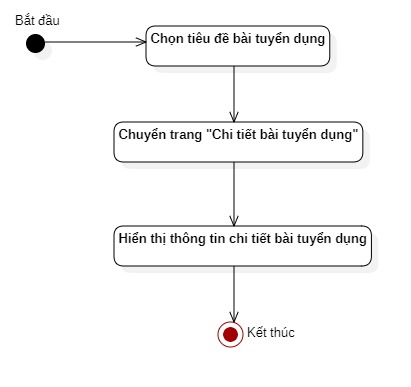 Bắt đầu
Chọn tiêu đề bài tuyển dụng
Chuyển trang "Chi tiết bài tuyển dụng"
Hiển thị thông tin chi tiết bài tuyển dụng
Kết thúc